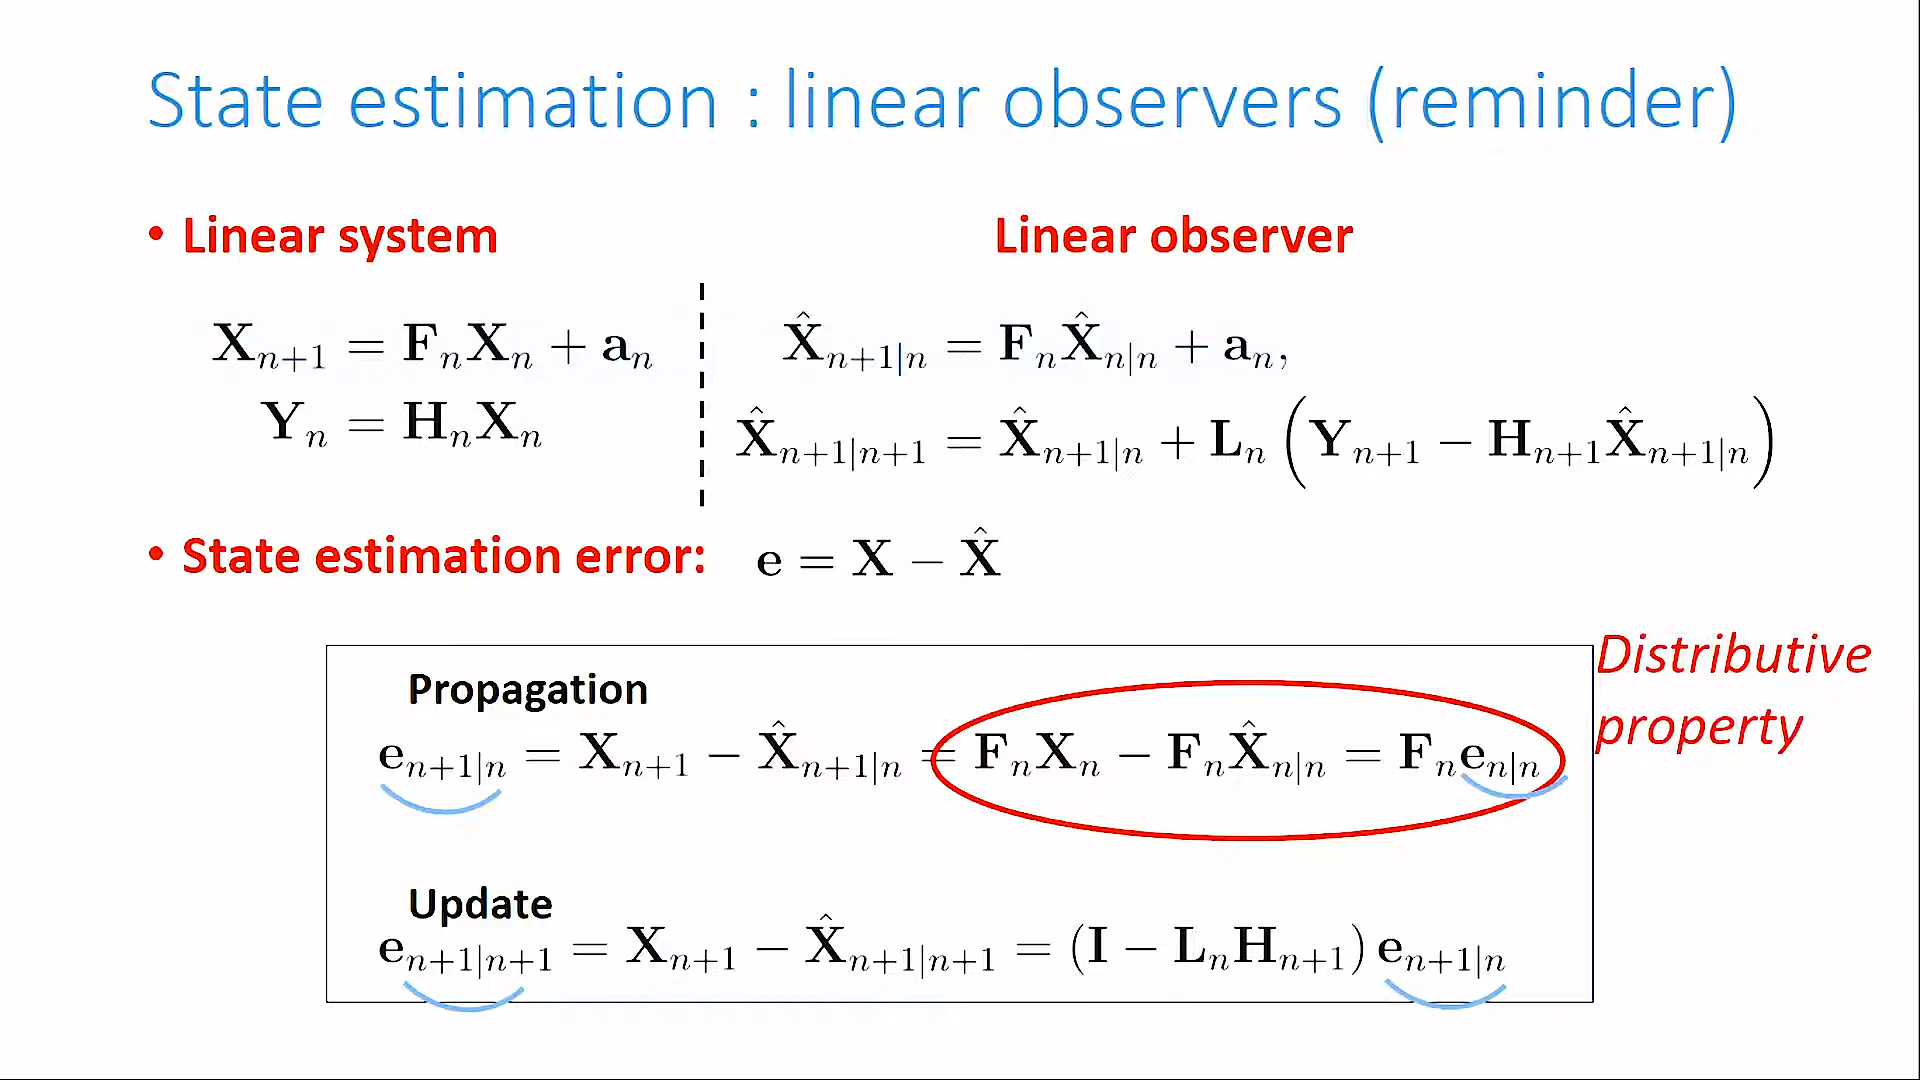 State estimation : linear observers (reminder)
• Linear system
Linear observer
X_{n+1} = F_n X_n + a_n
Y_n = H_n X_n
X̂_{n+1|n} = F_n X̂_{n|n} + a_n,
X̂_{n+1|n+1} = X̂_{n+1|n} + L_n (Y_{n+1} − H_{n+1} X̂_{n+1|n})
• State estimation error: e = X − X̂
Propagation
e_{n+1|n} = X_{n+1} − X̂_{n+1|n} = F_n X_n − F_n X̂_{n|n} = F_n e_{n|n}
Distributive
property
Update
e_{n+1|n+1} = X_{n+1} − X̂_{n+1|n+1} = (I − L_n H_{n+1}) e_{n+1|n}